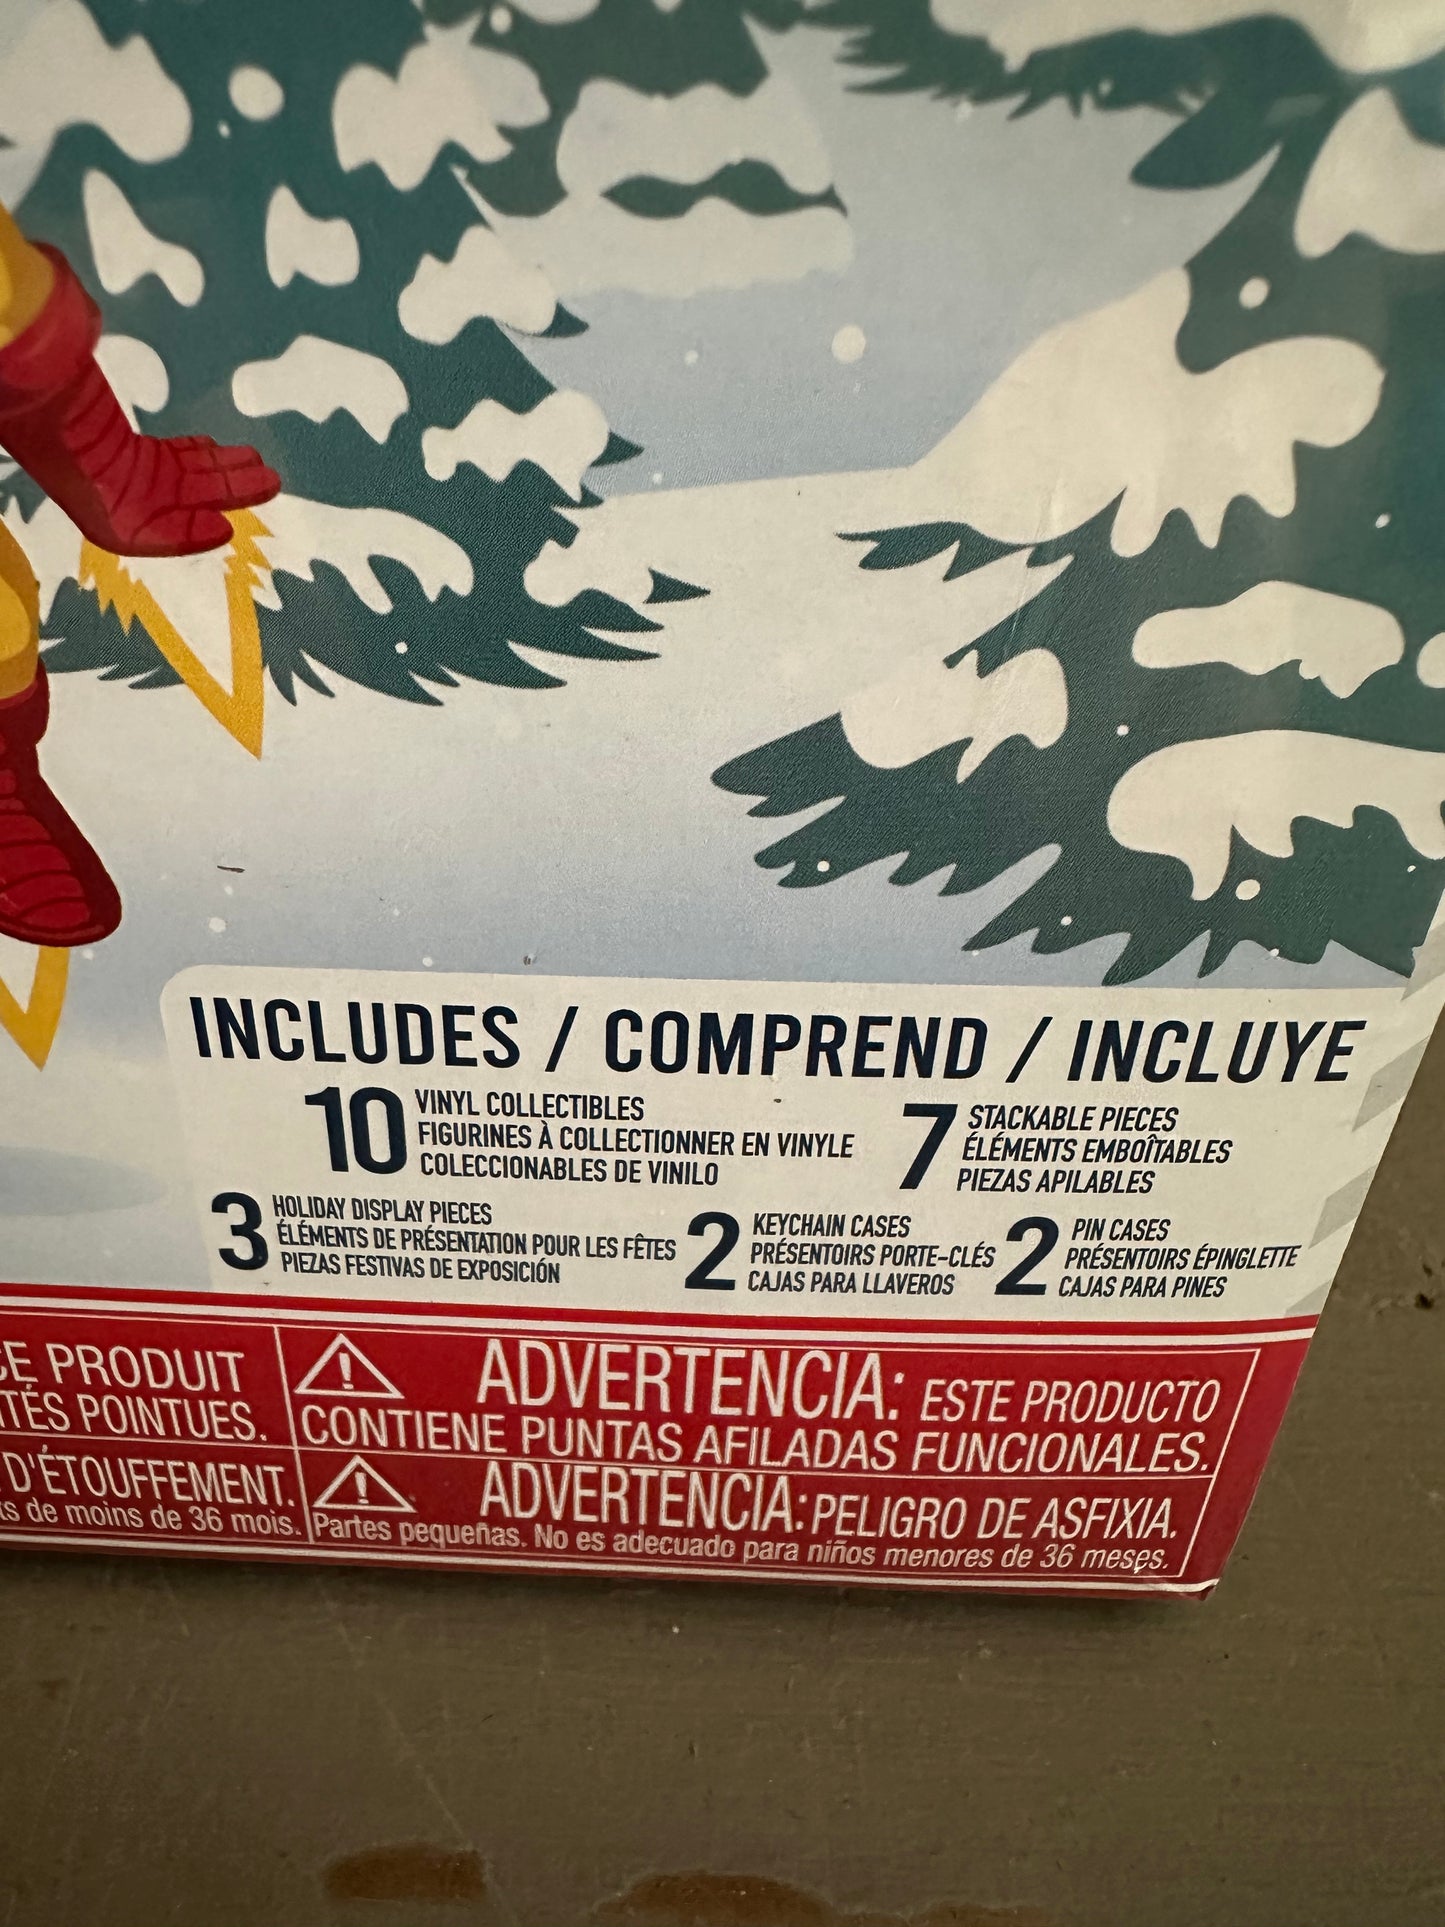 INCLUDES / COMPREND / INCLUYE
10
VINYL COLLECTIBLES
FIGURINES À COLLECTIONNER EN VINYLE
COLECCIONABLES DE VINILO
7
STACKABLE PIECES
ÉLÉMENTS EMBOÎTABLES
PIEZAS APILABLES
3
HOLIDAY DISPLAY PIECES
ÉLÉMENTS DE PRÉSENTATION POUR LES FÊTES
PIEZAS FESTIVAS DE EXPOSICIÓN
2
KEYCHAIN CASES
PRÉSENTOIRS PORTE-CLÉS
CAJAS PARA LLAVEROS
2
PIN CASES
PRÉSENTOIRS ÉPINGLETTE
CAJAS PARA PINES
CE PRODUIT
ITÉS POINTUES.
D'ÉTOUFFEMENT.
ts de moins de 36 mois.
ADVERTENCIA: ESTE PRODUCTO
CONTIENE PUNTAS AFILADAS FUNCIONALES.
ADVERTENCIA: PELIGRO DE ASFIXIA.
Partes pequeñas. No es adecuado para niños menores de 36 meses.